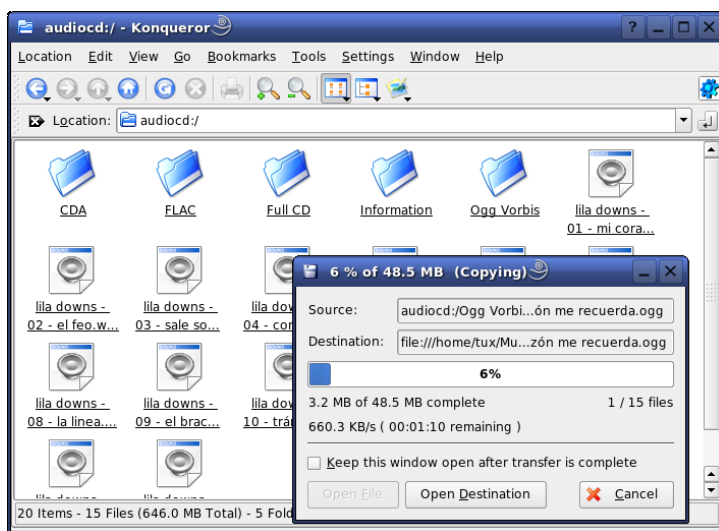 audiocd:/ - Konqueror
Location Edit View Go Bookmarks Tools Settings Window Help
Location: audiocd:/
CDA FLAC Full CD Information Ogg Vorbis lila downs -
01 - mi cora...
lila downs -
02 - el feo.w...
lila downs -
03 - sale so...
lila dow
04 - cor
lila downs -
08 - la linea....
lila downs -
09 - el brac...
lila dow
10 - trán
20 Items - 15 Files (646.0 MB Total) - 5 Fold
6 % of 48.5 MB (Copying)
Source: audiocd:/Ogg Vorbi...ón me recuerda.ogg
Destination: file:///home/tux/Mu...zón me recuerda.ogg
6%
3.2 MB of 48.5 MB complete 1 / 15 files
660.3 KB/s ( 00:01:10 remaining )
Keep this window open after transfer is complete
Open File Open Destination Cancel